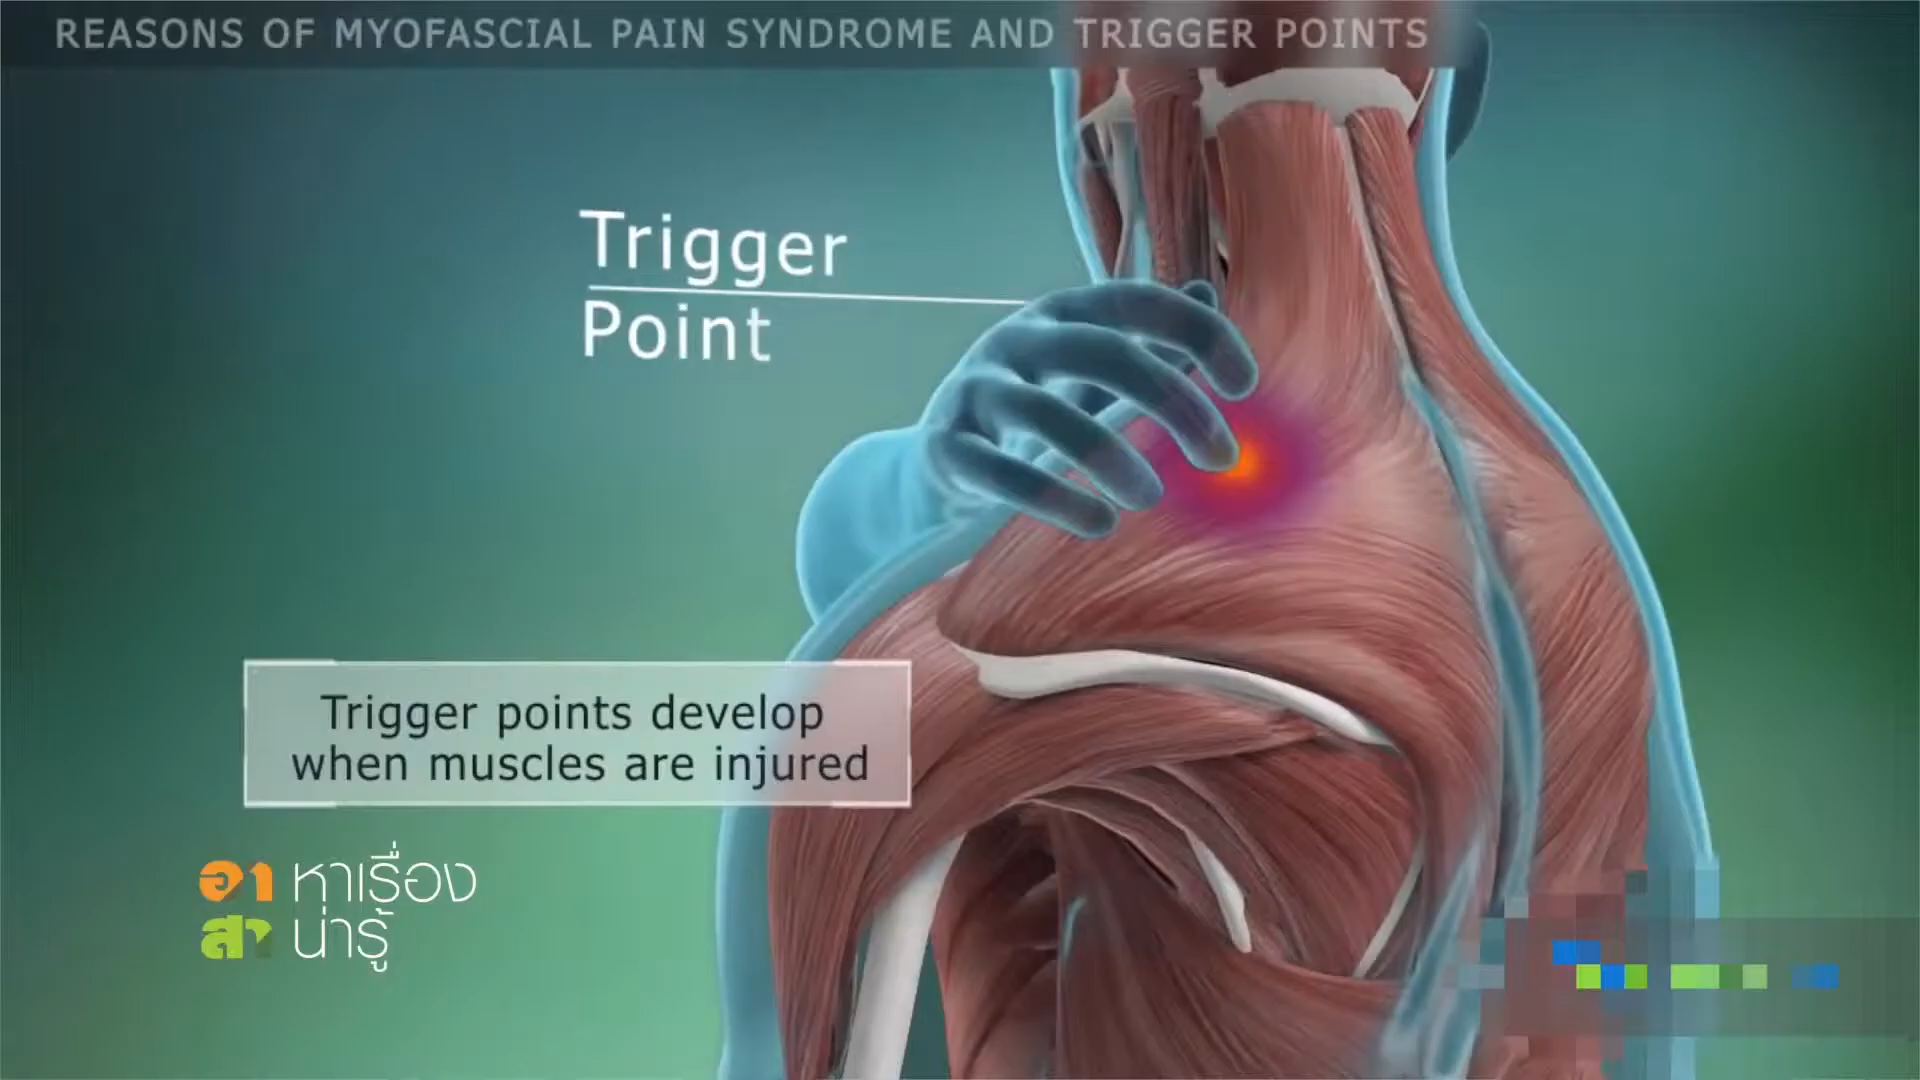 REASONS OF MYOFASCIAL PAIN SYNDROME AND TRIGGER POINTS
Trigger
Point
Trigger points develop
when muscles are injured
อา หาเรื่อง
สา น่ารู้